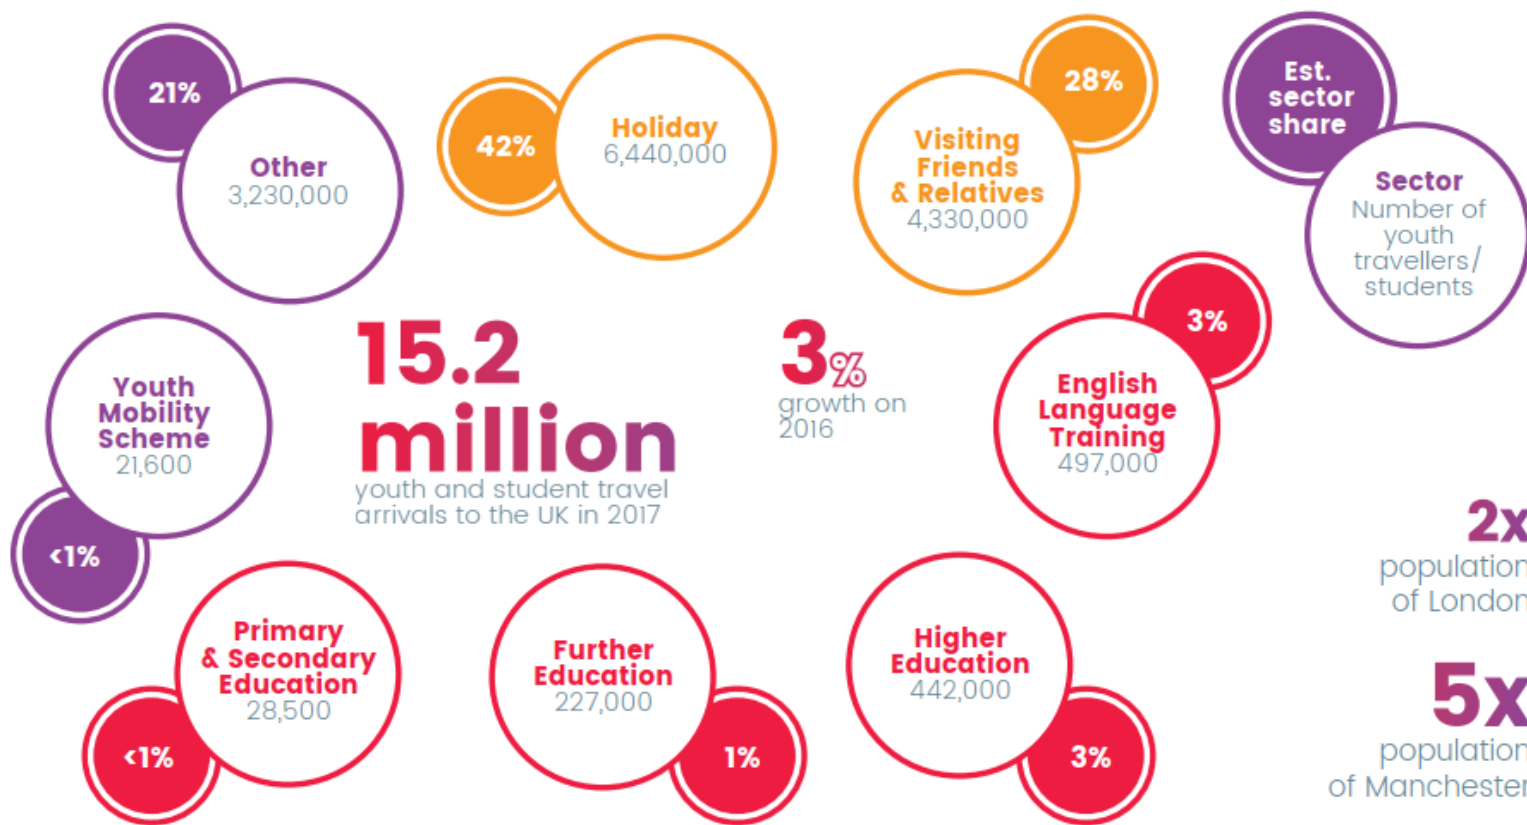 21%
Other
3,230,000
42%
Holiday
6,440,000
28%
Visiting
Friends
& Relatives
4,330,000
Est.
sector
share
Sector
Number of
youth
travellers/
students
Youth
Mobility
Scheme
21,600
<1%
15.2
million
youth and student travel
arrivals to the UK in 2017
3%
growth on
2016
3%
English
Language
Training
497,000
2x
population
of London
Primary
& Secondary
Education
28,500
<1%
Further
Education
227,000
1%
Higher
Education
442,000
3%
5x
population
of Manchester